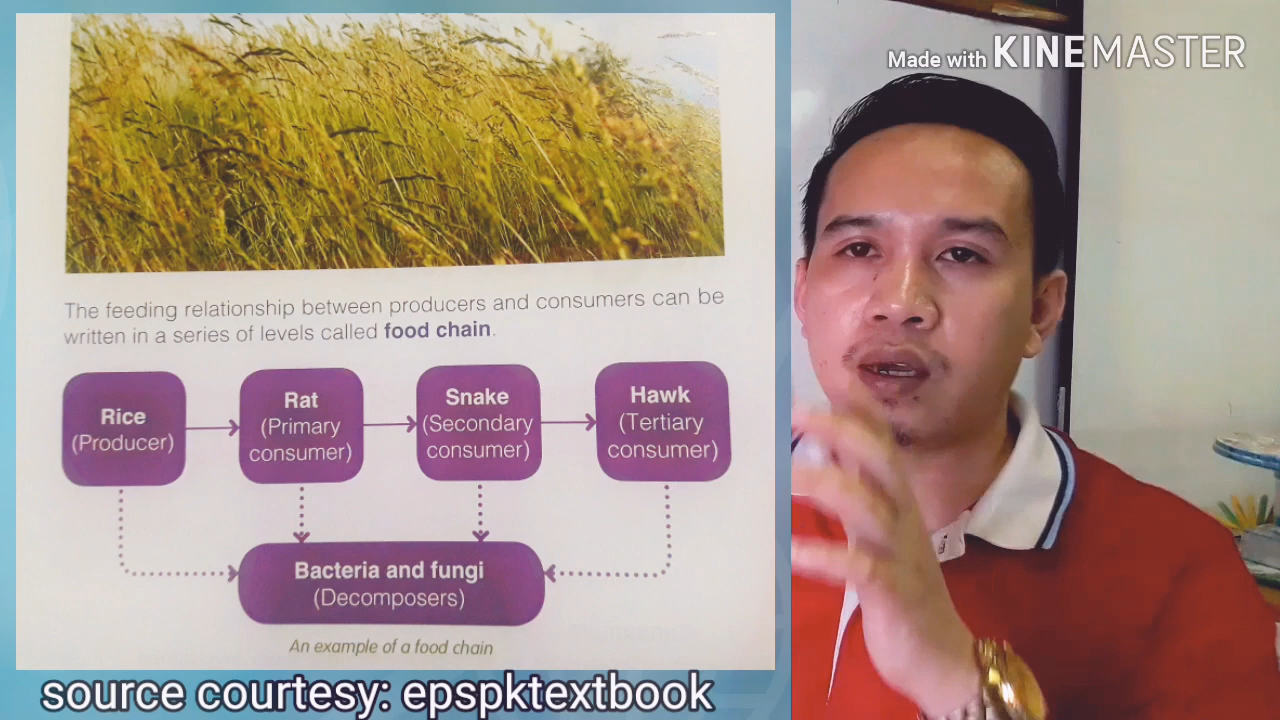 Made with KINEMASTER
The feeding relationship between producers and consumers can be
written in a series of levels called food chain.
Rice
(Producer)
Rat
(Primary
consumer)
Snake
(Secondary
consumer)
Hawk
(Tertiary
consumer)
Bacteria and fungi
(Decomposers)
An example of a food chain
source courtesy: epspktextbook